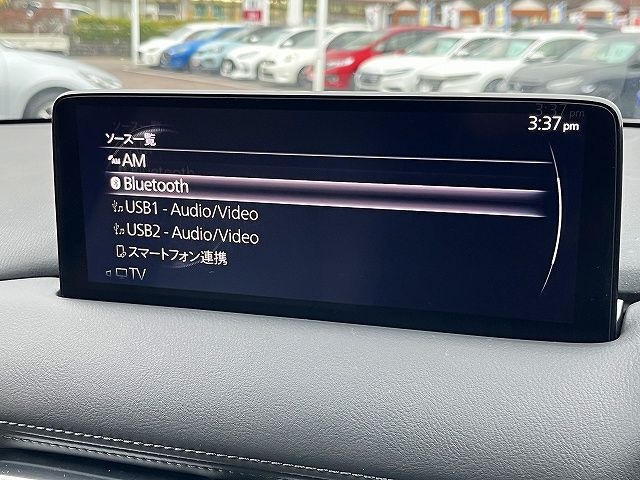 3:37 pm
ソース一覧
AM
Bluetooth
USB1 - Audio/Video
USB2 - Audio/Video
スマートフォン連携
TV